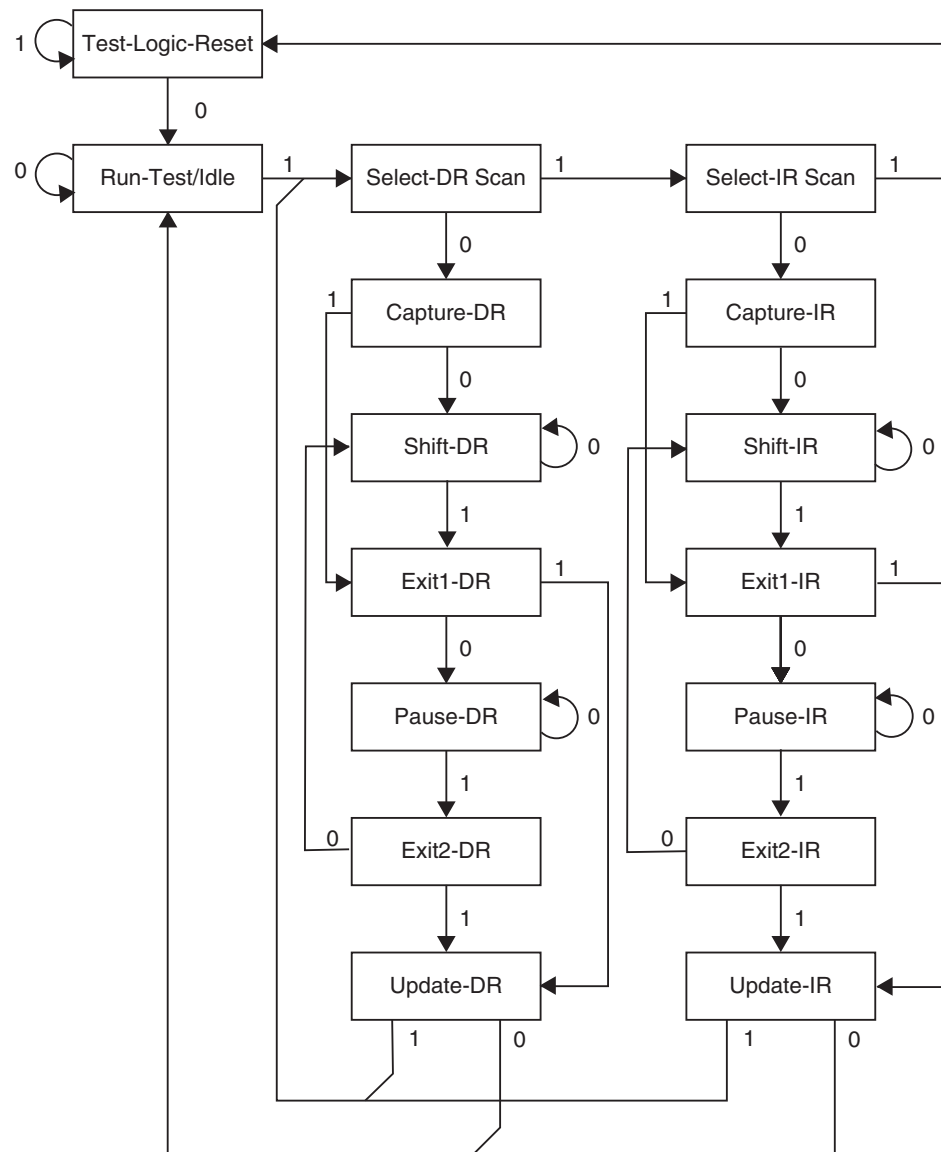 1 Test-Logic-Reset
0
0 Run-Test/Idle 1 Select-DR Scan 1 Select-IR Scan 1
0 0
1 Capture-DR 1 Capture-IR
0 0
Shift-DR 0 Shift-IR 0
1 1
Exit1-DR 1 Exit1-IR 1
0 0
Pause-DR 0 Pause-IR 0
1 1
0 Exit2-DR 0 Exit2-IR
1 1
Update-DR Update-IR
1 0 1 0